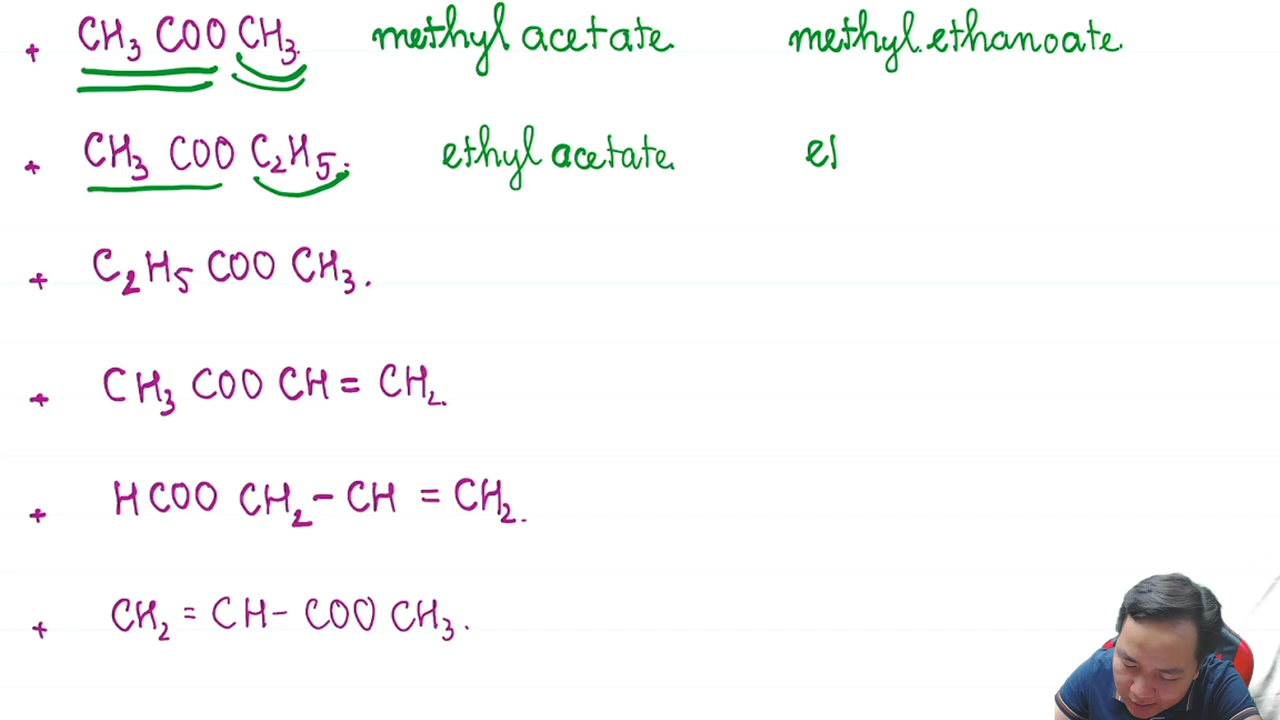 + CH3 COO CH3. methyl acetate. methyl.ethanoate.
+ CH3 COO C2H5. ethyl acetate. et
+ C2H5 COO CH3.
+ CH3 COO CH = CH2.
+ HCOO CH2 - CH = CH2.
+ CH2 = CH - COO CH3.